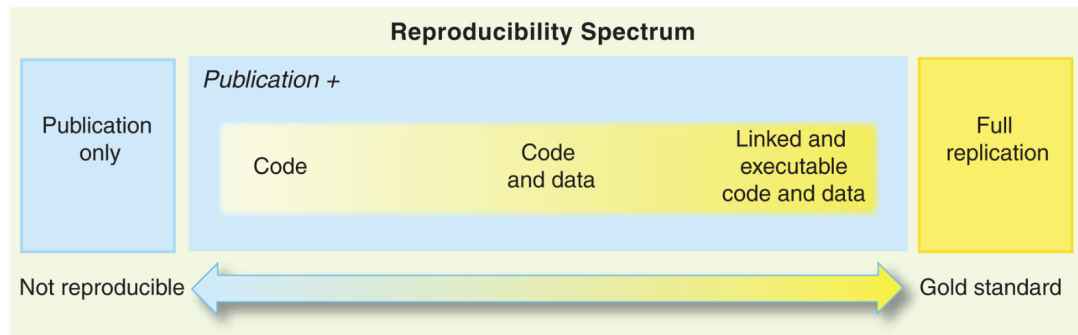 Reproducibility Spectrum
Publication +
Publication
only
Code
Code
and data
Linked and
executable
code and data
Full
replication
Not reproducible
Gold standard